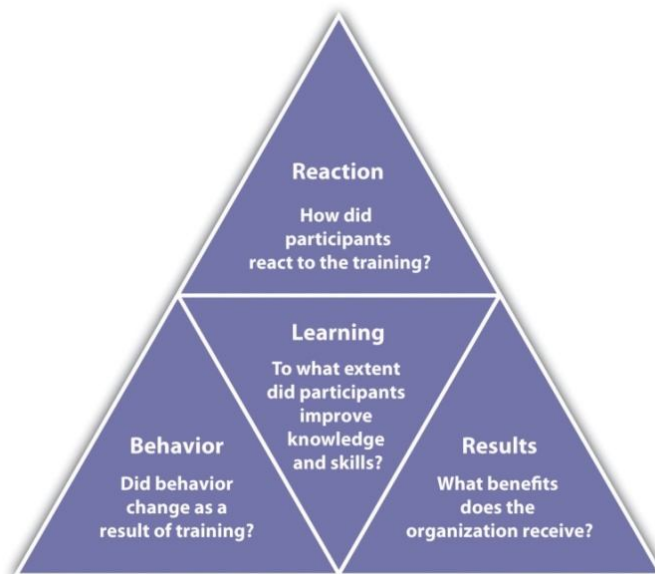 Reaction
How did
participants
react to the training?
Learning
To what extent
did participants
improve
knowledge
and skills?
Behavior
Did behavior
change as a
result of training?
Results
What benefits
does the
organization receive?